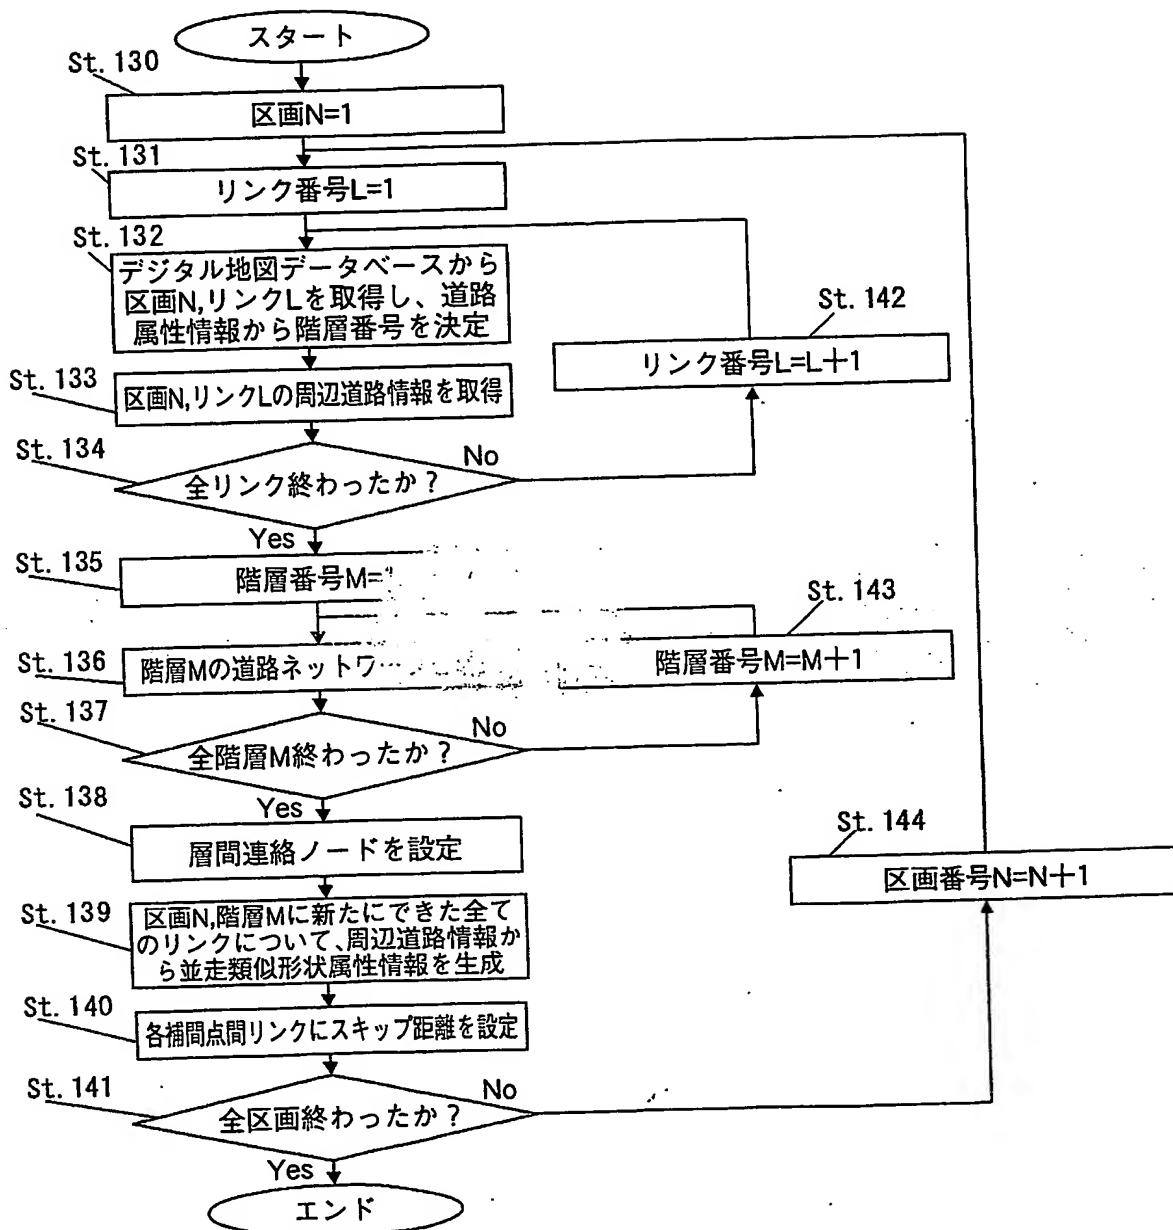 スタート
St. 130
区画N=1
St. 131
リンク番号L=1
St. 132
デジタル地図データベースから
区画N,リンクLを取得し、道路
属性情報から階層番号を決定
St. 142
リンク番号L=L+1
St. 133
区画N,リンクLの周辺道路情報を取得
St. 134
全リンク終わったか?
No
Yes
St. 135
階層番号M=
St. 143
階層番号M=M+1
St. 136
階層Mの道路ネットワ
St. 137
全階層M終わったか?
No
Yes
St. 138
層間連絡ノードを設定
St. 144
区画番号N=N+1
St. 139
区画N,階層Mに新たにできた全て
のリンクについて、周辺道路情報か
ら並走類似形状属性情報を生成
St. 140
各補間点間リンクにスキップ距離を設定
St. 141
全区画終わったか?
No
Yes
エンド